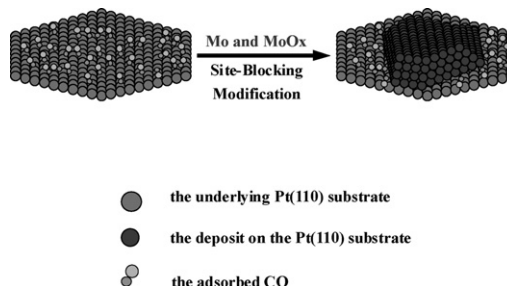 Mo and MoOx
Site-Blocking
Modification
the underlying Pt(110) substrate
the deposit on the Pt(110) substrate
the adsorbed CO